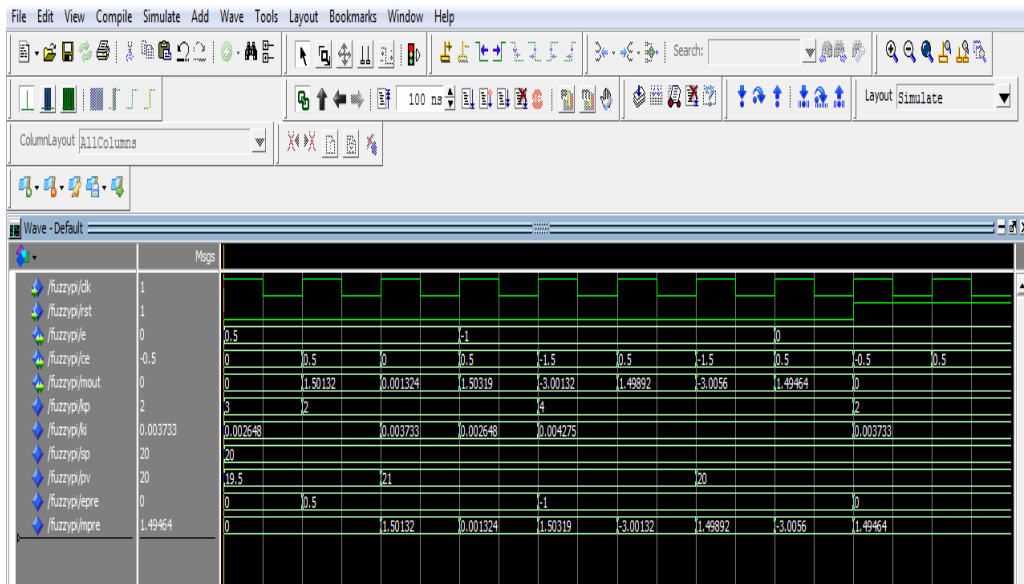 File Edit View Compile Simulate Add Wave Tools Layout Bookmarks Window Help
Search:
100 ns
Layout Simulate
ColumnLayout AllColumns
Wave - Default
Msgs
/fuzzypi/clk 1
/fuzzypi/rst 1
/fuzzypi/e 0 0.5 -1 0
/fuzzypi/ce -0.5 0 0.5 0 0.5 -1.5 0.5 -1.5 0.5 -0.5 0.5
/fuzzypi/mout 0 0 1.50132 0.001324 1.50319 -3.00132 1.49892 -3.0056 1.49464 0
/fuzzypi/kp 2 3 2 4 2
/fuzzypi/ki 0.003733 0.002648 0.003733 0.002648 0.004275 0.003733
/fuzzypi/sp 20 20
/fuzzypi/pv 20 19.5 21 20
/fuzzypi/epre 0 0 0.5 -1 0
/fuzzypi/mpre 1.49464 0 1.50132 0.001324 1.50319 -3.00132 1.49892 -3.0056 1.49464